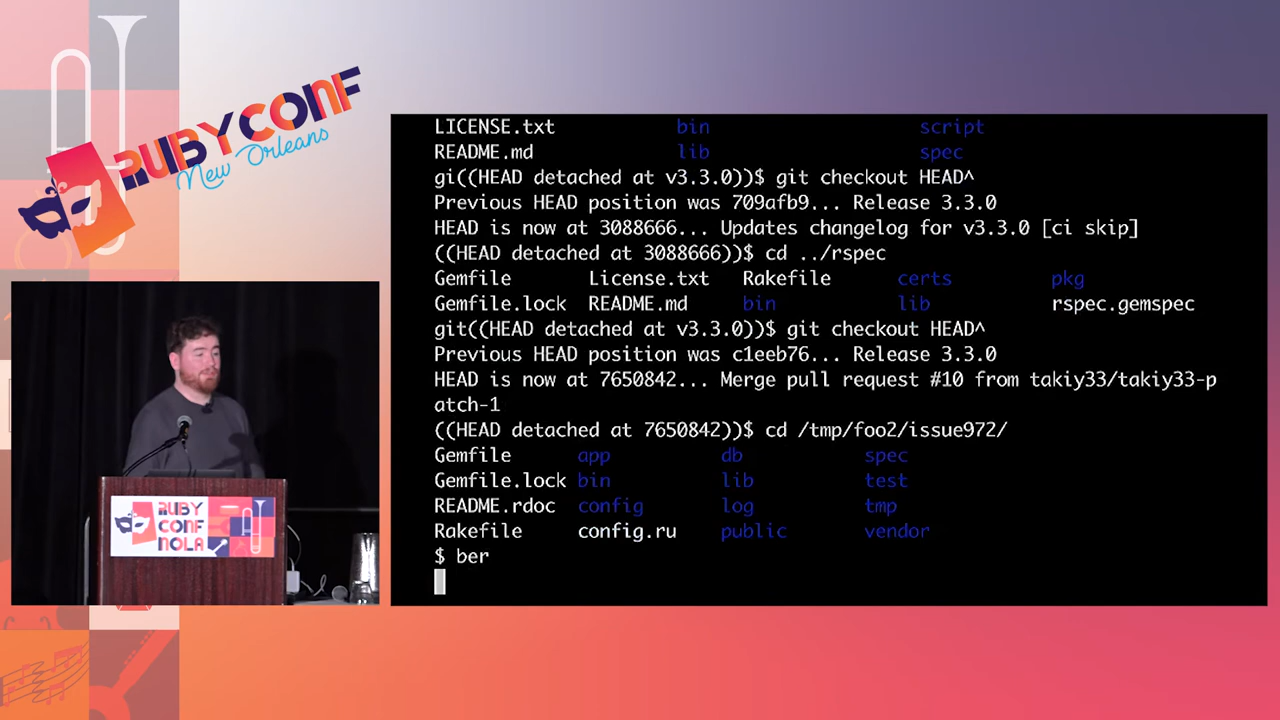 RUBYCONF
New Orleans
LICENSE.txt bin script
README.md lib spec
gi((HEAD detached at v3.3.0))$ git checkout HEAD^
Previous HEAD position was 709afb9... Release 3.3.0
HEAD is now at 3088666... Updates changelog for v3.3.0 [ci skip]
((HEAD detached at 3088666))$ cd ../rspec
Gemfile License.txt Rakefile certs pkg
Gemfile.lock README.md bin lib rspec.gemspec
git((HEAD detached at v3.3.0))$ git checkout HEAD^
Previous HEAD position was c1eeb76... Release 3.3.0
HEAD is now at 7650842... Merge pull request #10 from takiy33/takiy33-p
atch-1
((HEAD detached at 7650842))$ cd /tmp/foo2/issue972/
Gemfile app db spec
Gemfile.lock bin lib test
README.rdoc config log tmp
Rakefile config.ru public vendor
$ ber
RUBY
CONF
NOLA